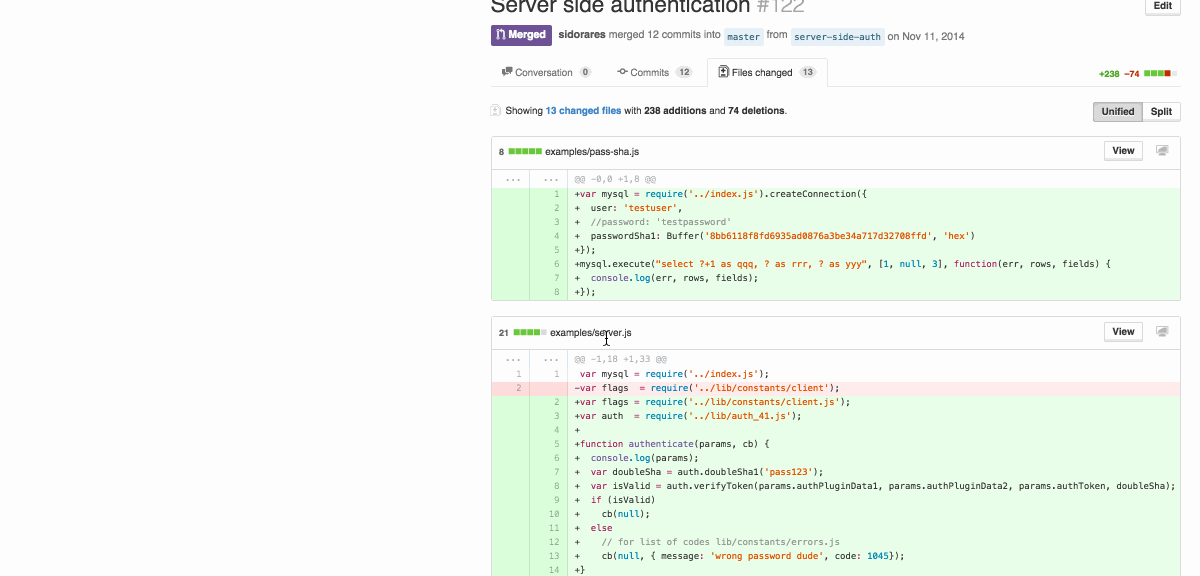 Server side authentication #122
Edit
Merged sidorares merged 12 commits into master from server-side-auth on Nov 11, 2014
Conversation 0 Commits 12 Files changed 13 +238 −74
Showing 13 changed files with 238 additions and 74 deletions. Unified Split
8 examples/pass-sha.js View
... ... @@ -0,0 +1,8 @@
1 +var mysql = require('../index.js').createConnection({
2 +  user: 'testuser',
3 +  //password: 'testpassword'
4 +  passwordSha1: Buffer('8bb6118f8fd6935ad0876a3be34a717d32708ffd', 'hex')
5 +});
6 +mysql.execute("select ?+1 as qqq, ? as rrr, ? as yyy", [1, null, 3], function(err, rows, fields) {
7 +  console.log(err, rows, fields);
8 +});
21 examples/server.js View
... ... @@ -1,18 +1,33 @@
1 1 var mysql = require('../index.js');
2 -var flags  = require('../lib/constants/client');
2 +var flags = require('../lib/constants/client.js');
3 +var auth  = require('../lib/auth_41.js');
4 +
5 +function authenticate(params, cb) {
6 +  console.log(params);
7 +  var doubleSha = auth.doubleSha1('pass123');
8 +  var isValid = auth.verifyToken(params.authPluginData1, params.authPluginData2, params.authToken, doubleSha);
9 +  if (isValid)
10 +    cb(null);
11 +  else
12 +    // for list of codes lib/constants/errors.js
13 +    cb(null, { message: 'wrong password dude', code: 1045});
14 +}